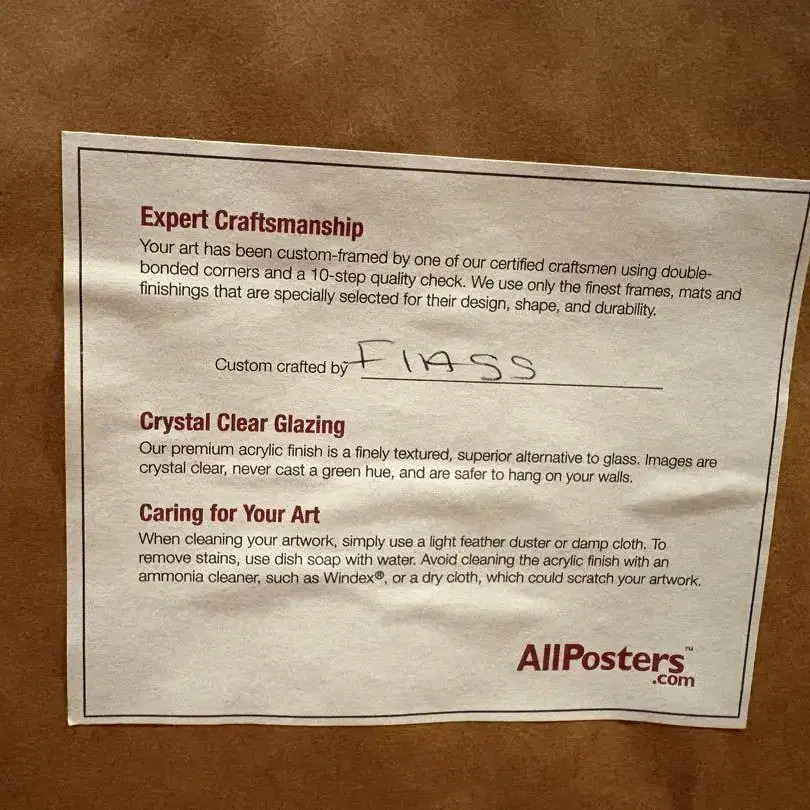 Expert Craftsmanship
Your art has been custom-framed by one of our certified craftsmen using double-
bonded corners and a 10-step quality check. We use only the finest frames, mats and
finishings that are specially selected for their design, shape, and durability.
Custom crafted by FIASS
Crystal Clear Glazing
Our premium acrylic finish is a finely textured, superior alternative to glass. Images are
crystal clear, never cast a green hue, and are safer to hang on your walls.
Caring for Your Art
When cleaning your artwork, simply use a light feather duster or damp cloth. To
remove stains, use dish soap with water. Avoid cleaning the acrylic finish with an
ammonia cleaner, such as Windex®, or a dry cloth, which could scratch your artwork.
AllPosters™
.com